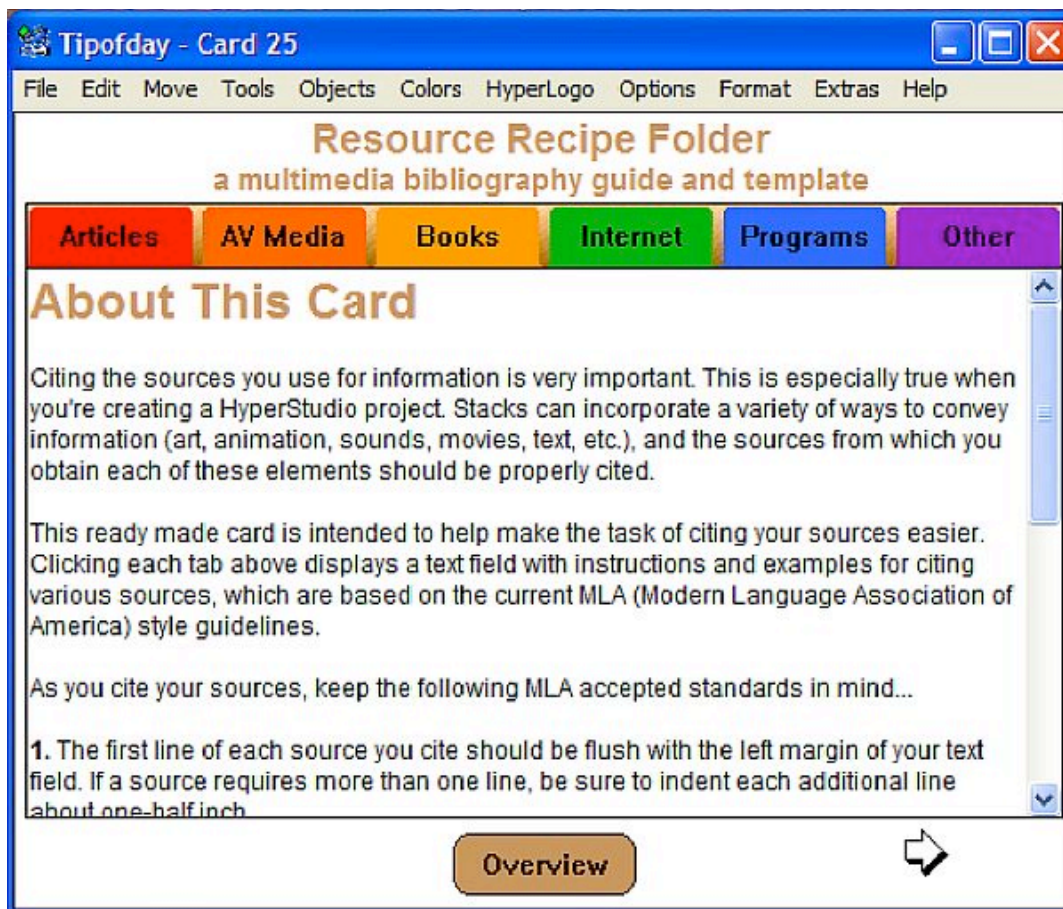 Tipofday - Card 25
File Edit Move Tools Objects Colors HyperLogo Options Format Extras Help
Resource Recipe Folder
a multimedia bibliography guide and template
Articles AV Media Books Internet Programs Other
About This Card
Citing the sources you use for information is very important. This is especially true when
you're creating a HyperStudio project. Stacks can incorporate a variety of ways to convey
information (art, animation, sounds, movies, text, etc.), and the sources from which you
obtain each of these elements should be properly cited.
This ready made card is intended to help make the task of citing your sources easier.
Clicking each tab above displays a text field with instructions and examples for citing
various sources, which are based on the current MLA (Modern Language Association of
America) style guidelines.
As you cite your sources, keep the following MLA accepted standards in mind...
1. The first line of each source you cite should be flush with the left margin of your text
field. If a source requires more than one line, be sure to indent each additional line
about one-half inch
Overview